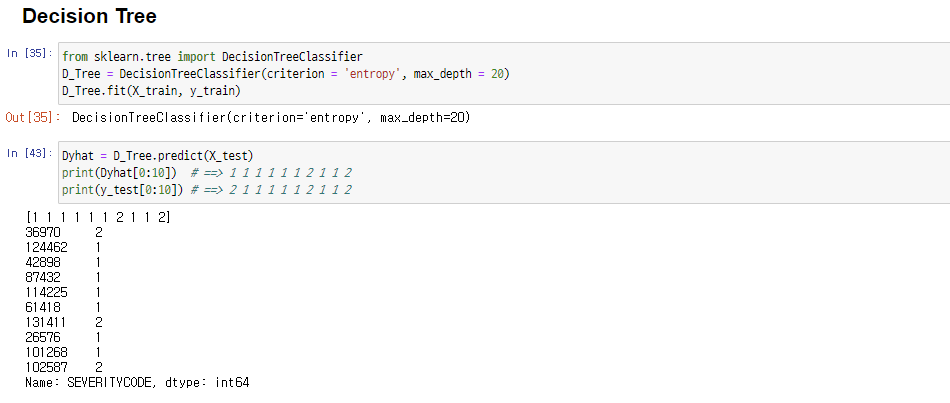 Decision Tree
In [35]: from sklearn.tree import DecisionTreeClassifier
D_Tree = DecisionTreeClassifier(criterion = 'entropy', max_depth = 20)
D_Tree.fit(X_train, y_train)
Out[35]: DecisionTreeClassifier(criterion='entropy', max_depth=20)
In [43]: Dyhat = D_Tree.predict(X_test)
print(Dyhat[0:10])  # ==> 1 1 1 1 1 1 2 1 1 2
print(y_test[0:10]) # ==> 2 1 1 1 1 1 2 1 1 2
[1 1 1 1 1 1 2 1 1 2]
36970     2
124462    1
42898     1
87432     1
114225    1
61418     1
131411    2
26576     1
101268    1
102587    2
Name: SEVERITYCODE, dtype: int64